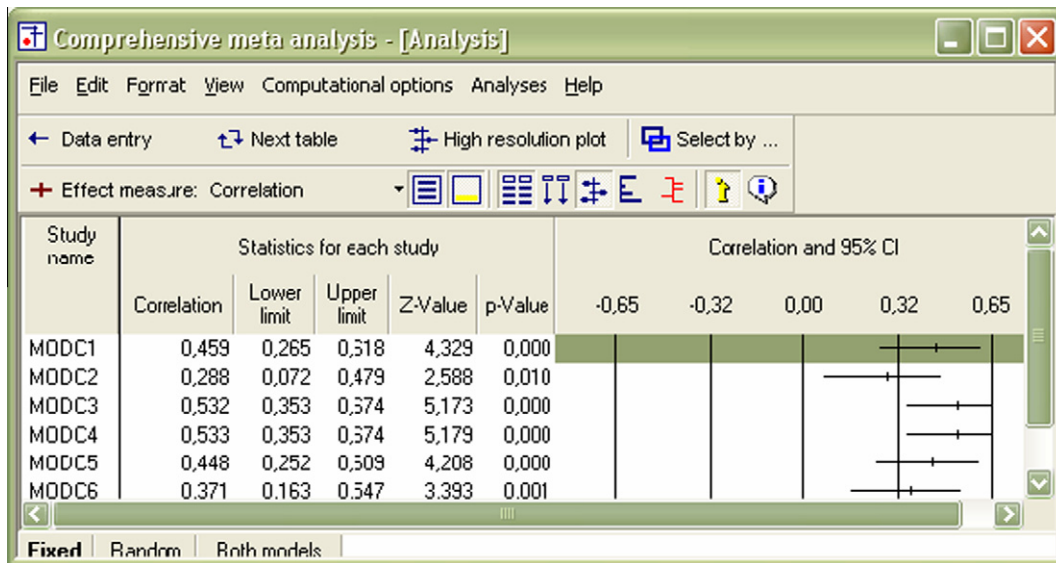 Comprehensive meta analysis - [Analysis]
File Edit Format View Computational options Analyses Help
Data entry Next table High resolution plot Select by ...
Effect measure: Correlation
Study name Statistics for each study Correlation and 95% CI
Correlation Lower limit Upper limit Z-Value p-Value -0,65 -0,32 0,00 0,32 0,65
MODC1 0,459 0,265 0,618 4,329 0,000
MODC2 0,288 0,072 0,479 2,588 0,010
MODC3 0,532 0,353 0,674 5,173 0,000
MODC4 0,533 0,353 0,674 5,179 0,000
MODC5 0,448 0,252 0,609 4,208 0,000
MODC6 0,371 0,163 0,547 3,393 0,001
Fixed Random Both models